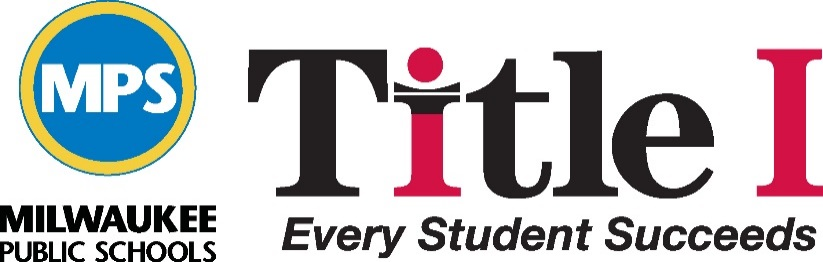 MPS
MILWAUKEE
PUBLIC SCHOOLS
Title I
Every Student Succeeds